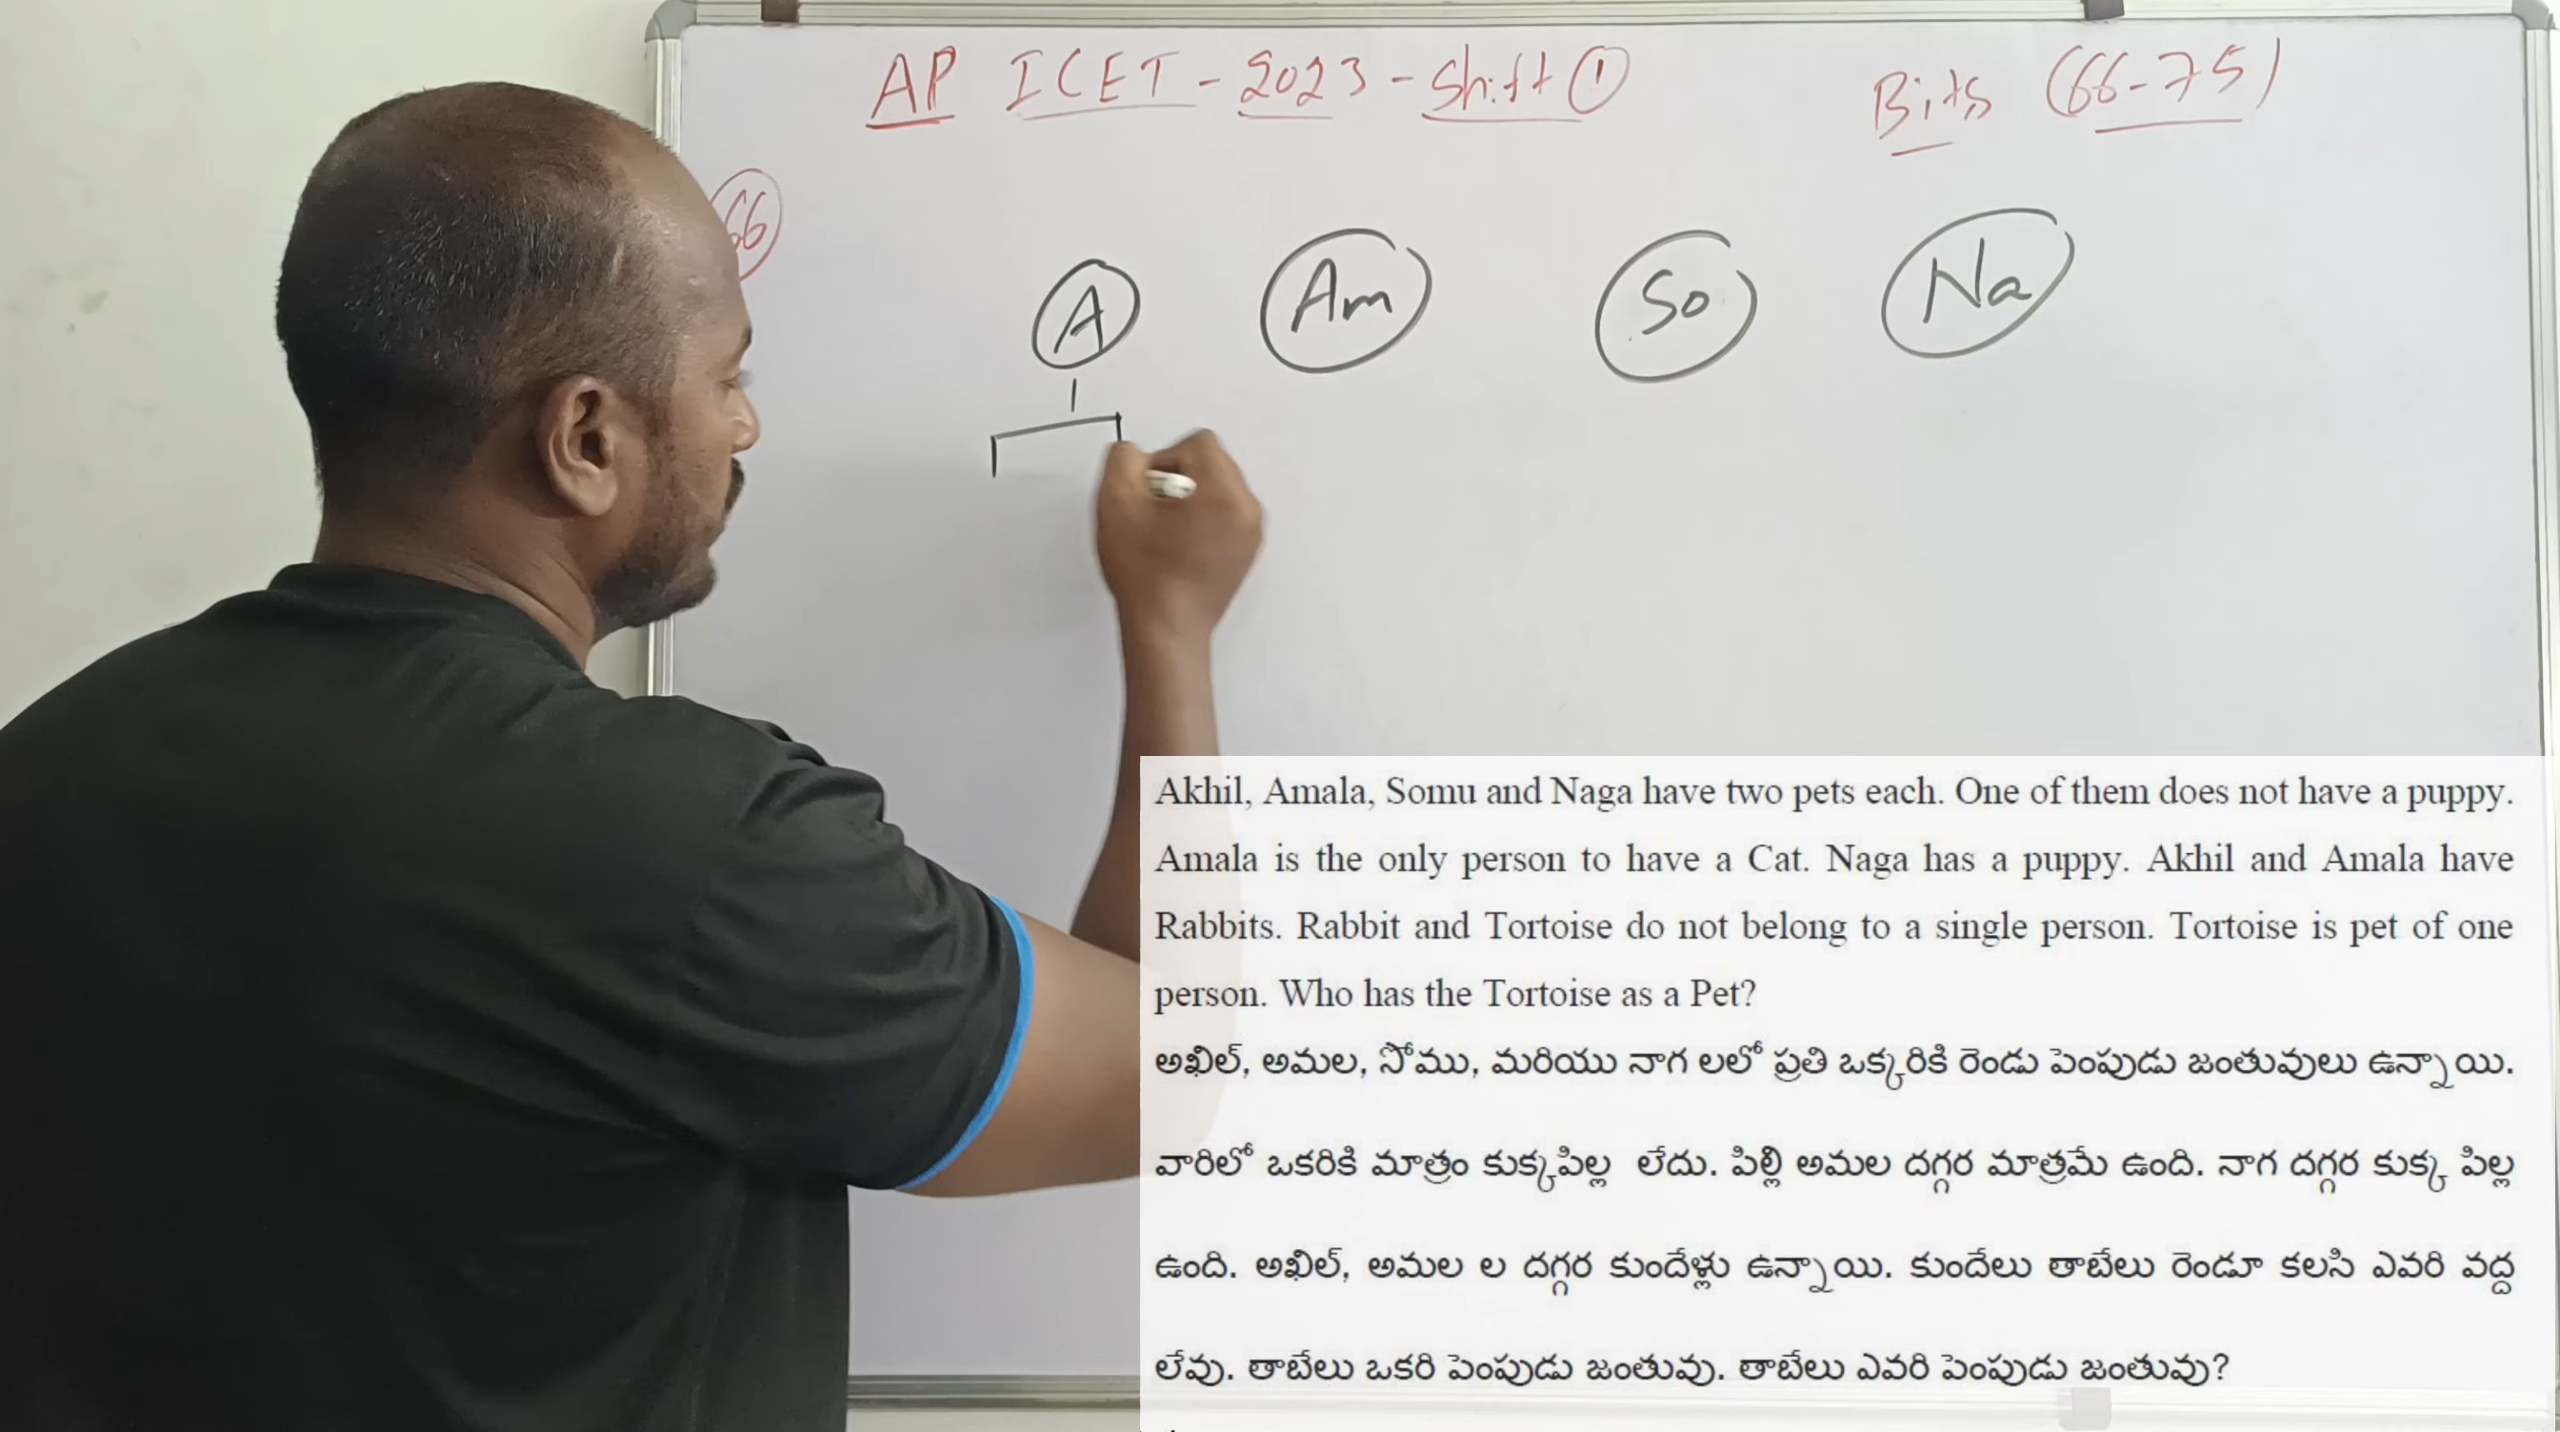 AP ICET - 2023 - Shift ①
Bits (66-75)
66
A
Am
So
Na
Akhil, Amala, Somu and Naga have two pets each. One of them does not have a puppy.
Amala is the only person to have a Cat. Naga has a puppy. Akhil and Amala have
Rabbits. Rabbit and Tortoise do not belong to a single person. Tortoise is pet of one
person. Who has the Tortoise as a Pet?
అఖిల్, అమల, సోము, మరియు నాగ లలో ప్రతి ఒక్కరికి రెండు పెంపుడు జంతువులు ఉన్నాయి.
వారిలో ఒకరికి మాత్రం కుక్కపిల్ల లేదు. పిల్లి అమల దగ్గర మాత్రమే ఉంది. నాగ దగ్గర కుక్క పిల్ల
ఉంది. అఖిల్, అమల ల దగ్గర కుందేళ్లు ఉన్నాయి. కుందేలు తాబేలు రెండూ కలసి ఎవరి వద్ద
లేవు. తాబేలు ఒకరి పెంపుడు జంతువు. తాబేలు ఎవరి పెంపుడు జంతువు?